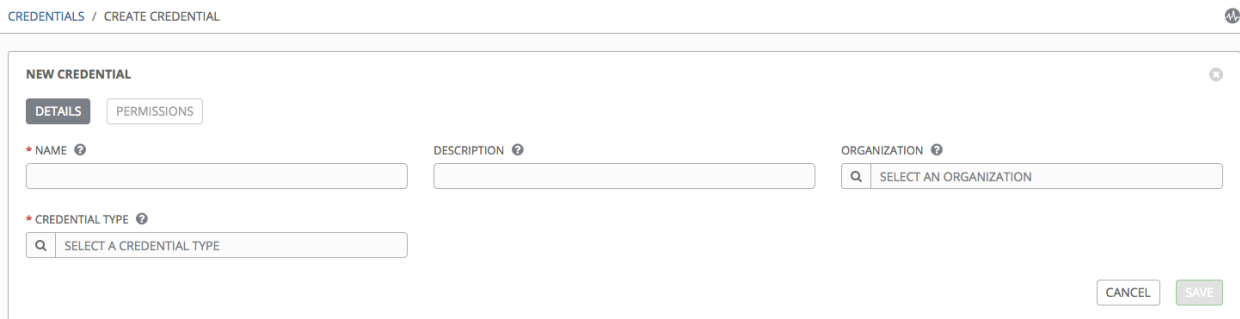 CREDENTIALS / CREATE CREDENTIAL
NEW CREDENTIAL
DETAILS PERMISSIONS
* NAME ? DESCRIPTION ? ORGANIZATION ?
SELECT AN ORGANIZATION
* CREDENTIAL TYPE ?
SELECT A CREDENTIAL TYPE
CANCEL SAVE